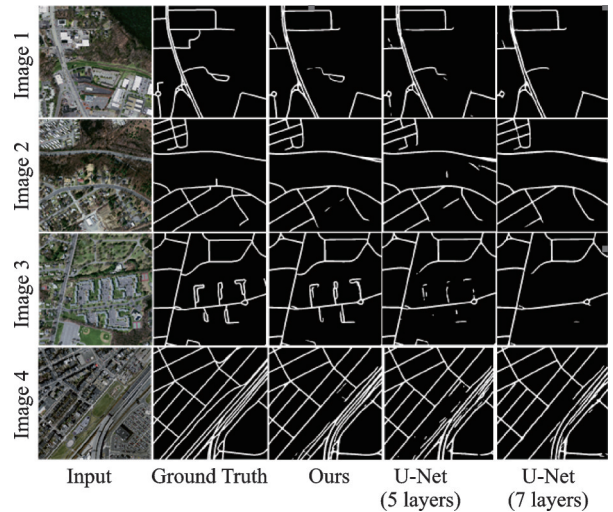 Image 1
Image 2
Image 3
Image 4
Input
Ground Truth
Ours
U-Net
(5 layers)
U-Net
(7 layers)